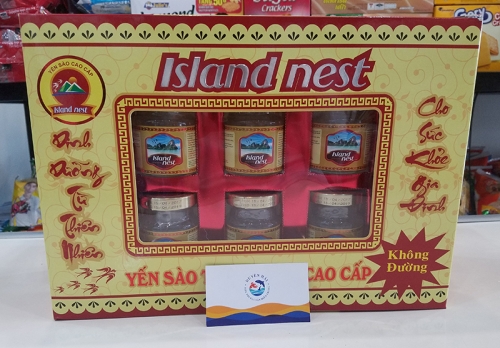 Island nest
YẾN SÀO CAO CẤP
Island nest
Dinh
Dưỡng
Từ
Thiên
Nhiên
Cho
Sức
Khỏe
Gia
Đình
Island
nest
Island
nest
Island
nest
YẾN SÀO
CAO CẤP
Không
Đường
Sugar
Crackers